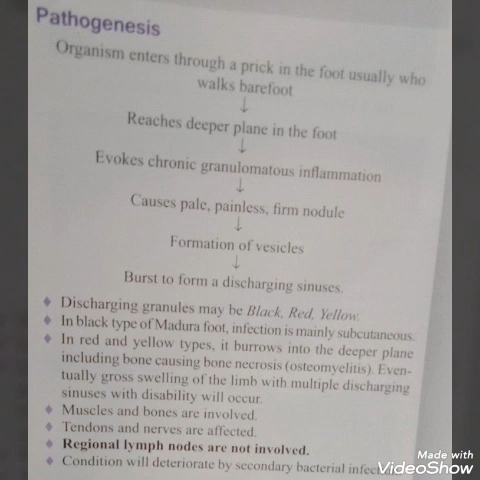 Pathogenesis
Organism enters through a prick in the foot usually who
walks barefoot
↓
Reaches deeper plane in the foot
↓
Evokes chronic granulomatous inflammation
↓
Causes pale, painless, firm nodule
↓
Formation of vesicles
↓
Burst to form a discharging sinuses.
◆ Discharging granules may be Black, Red, Yellow.
◆ In black type of Madura foot, infection is mainly subcutaneous.
◆ In red and yellow types, it burrows into the deeper plane
including bone causing bone necrosis (osteomyelitis). Even-
tually gross swelling of the limb with multiple discharging
sinuses with disability will occur.
◆ Muscles and bones are involved.
◆ Tendons and nerves are affected.
◆ Regional lymph nodes are not involved.
◆ Condition will deteriorate by secondary bacterial
Made with
VideoShow